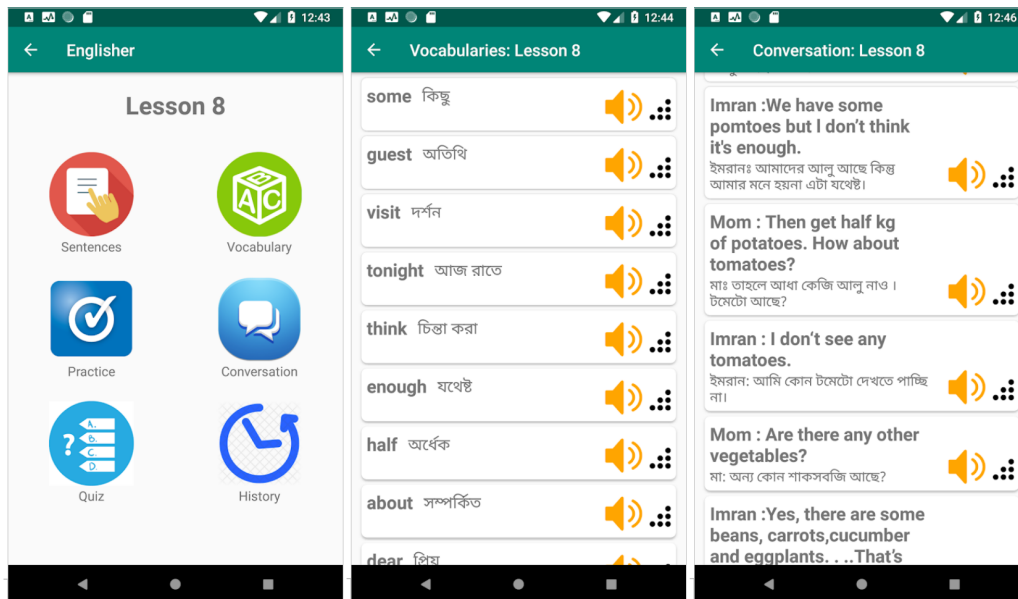 12:43
Englisher
Lesson 8
Sentences
Vocabulary
Practice
Conversation
A.
B.
C.
D.
?
Quiz
History
12:44
Vocabularies: Lesson 8
some কিছু
guest অতিথি
visit দর্শন
tonight আজ রাতে
think চিন্তা করা
enough যথেষ্ট
half অর্ধেক
about সম্পর্কিত
dear প্রিয়
12:46
Conversation: Lesson 8
Imran :We have some
pomtoes but I don't think
it's enough.
ইমরানঃ আমাদের আলু আছে কিন্তু
আমার মনে হয়না এটা যথেষ্ট।
Mom : Then get half kg
of potatoes. How about
tomatoes?
মাঃ তাহলে আধা কেজি আলু নাও ।
টমেটো আছে?
Imran : I don't see any
tomatoes.
ইমরান: আমি কোন টমেটো দেখতে পাচ্ছি
না।
Mom : Are there any other
vegetables?
মা: অন্য কোন শাকসবজি আছে?
Imran :Yes, there are some
beans, carrots,cucumber
and eggplants. . ..That's